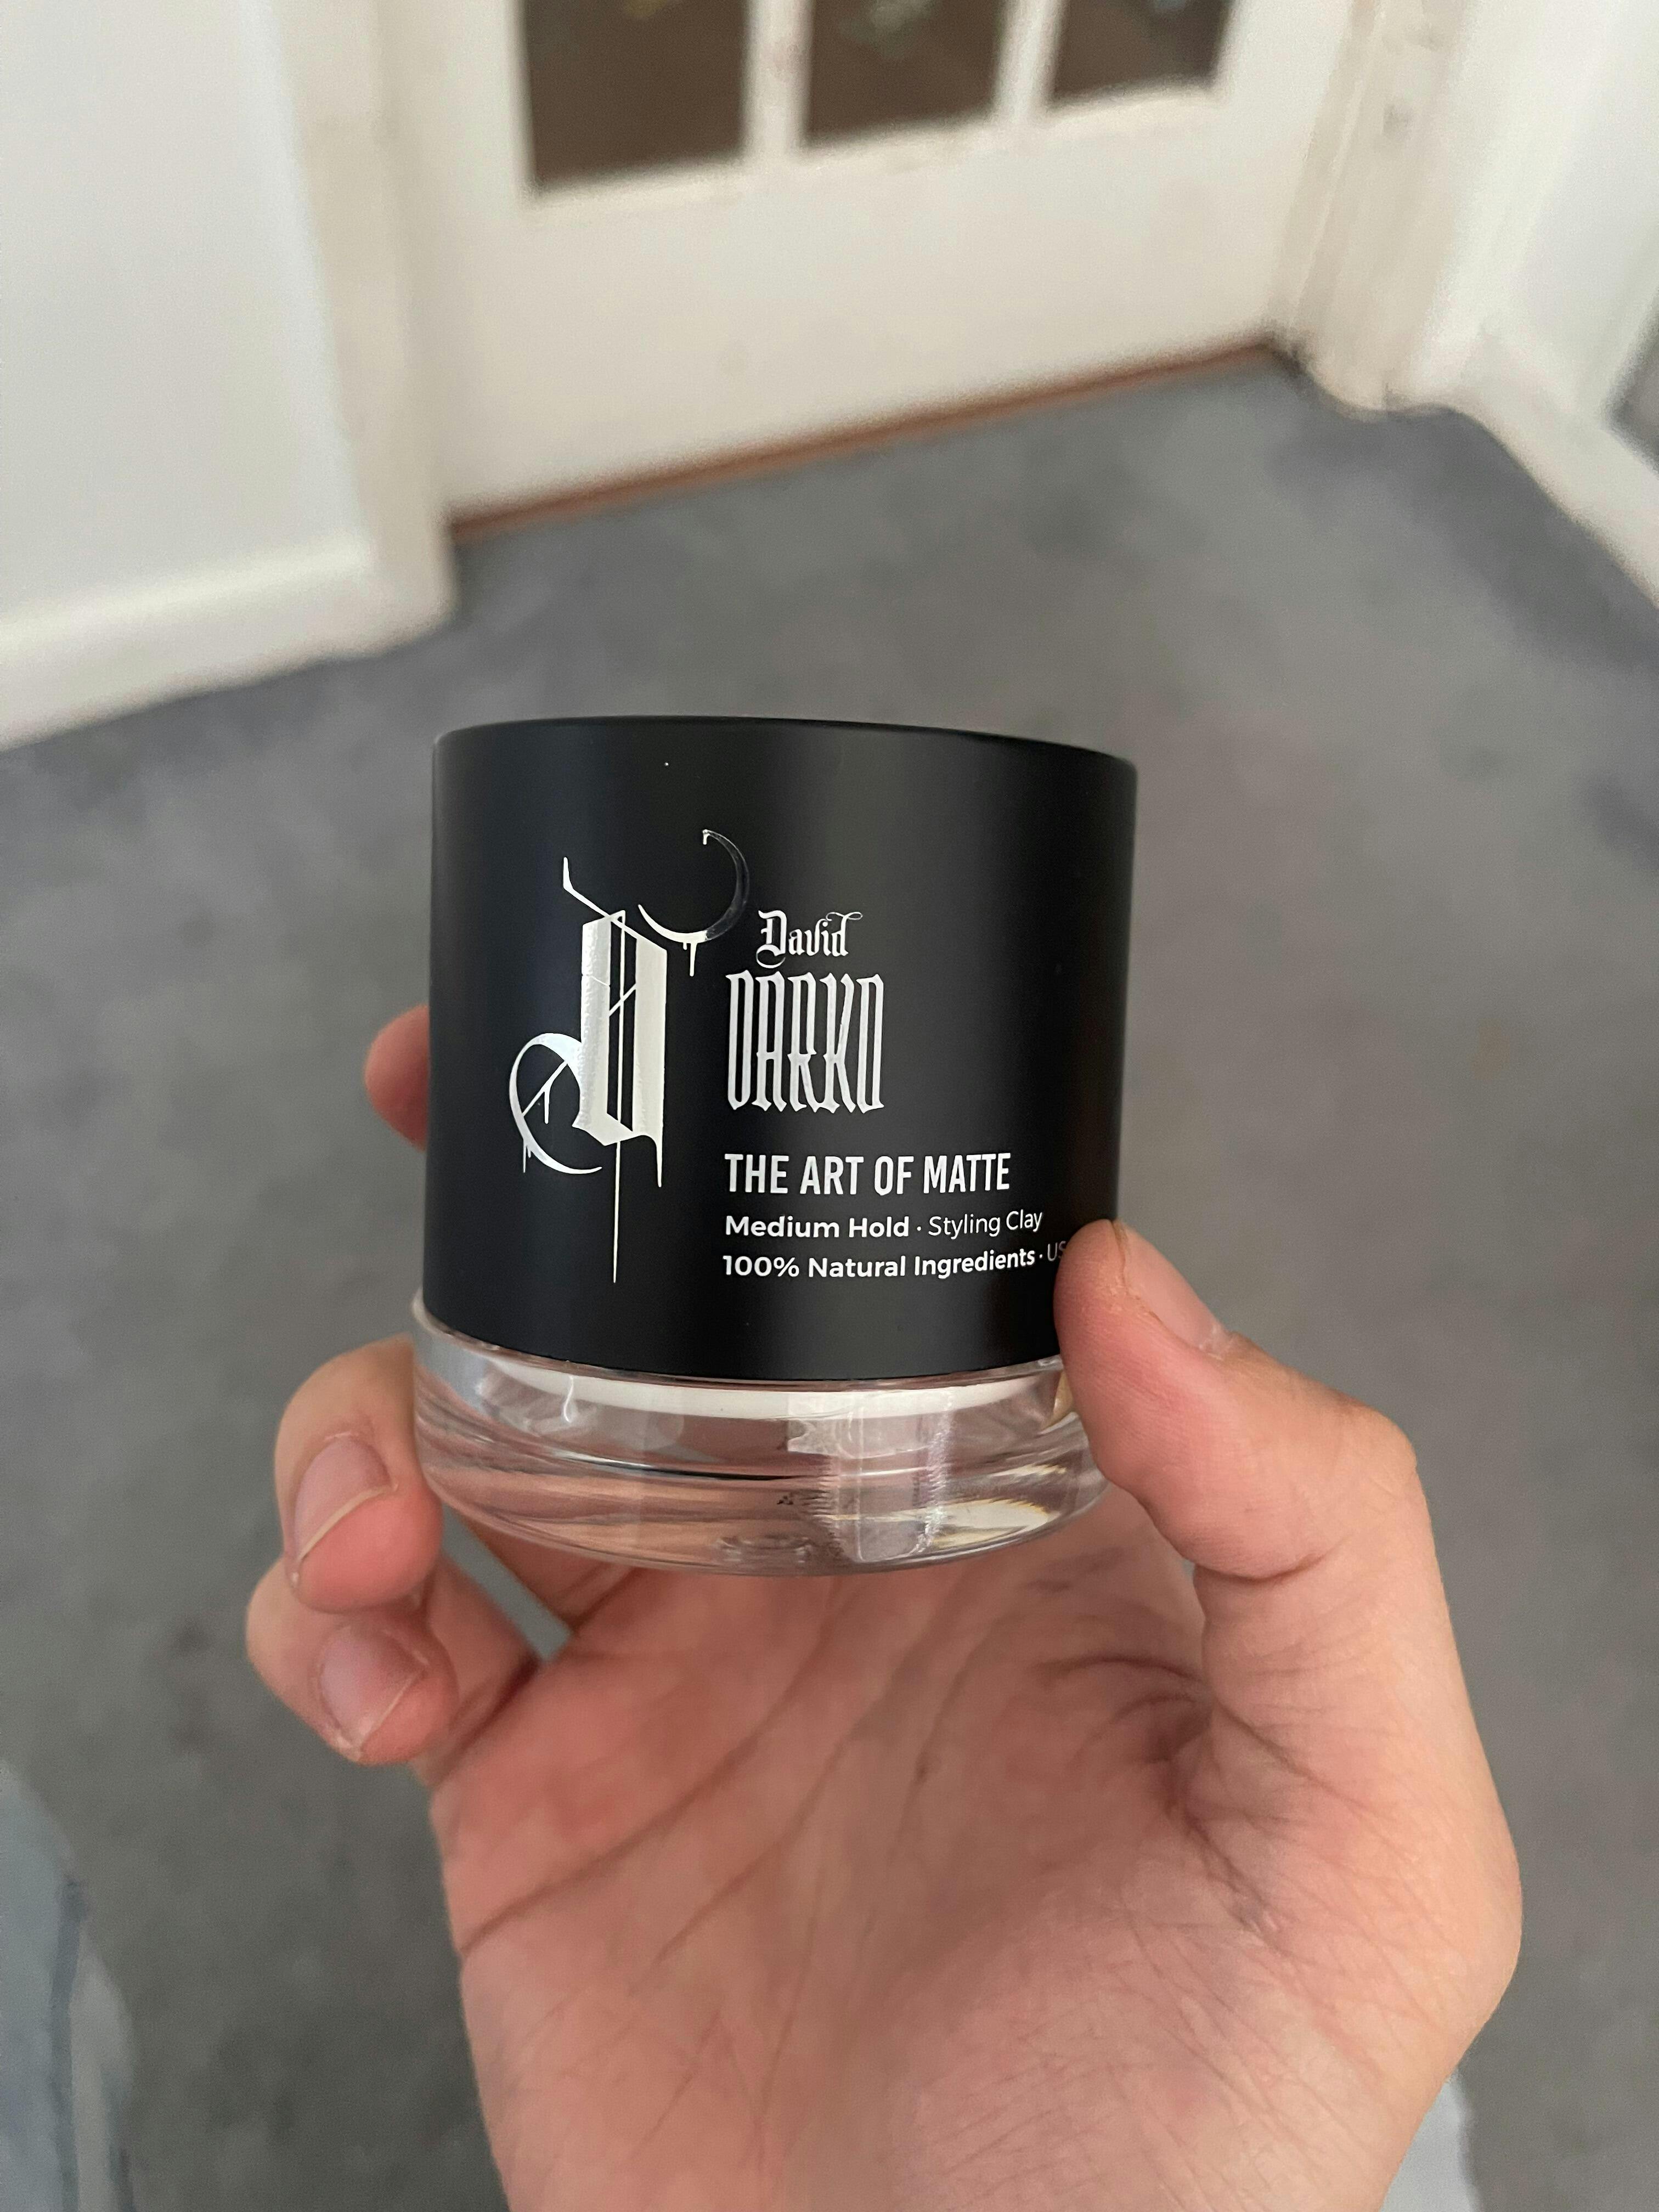 David
DARKO
THE ART OF MATTE
Medium Hold · Styling Clay
100% Natural Ingredients ·